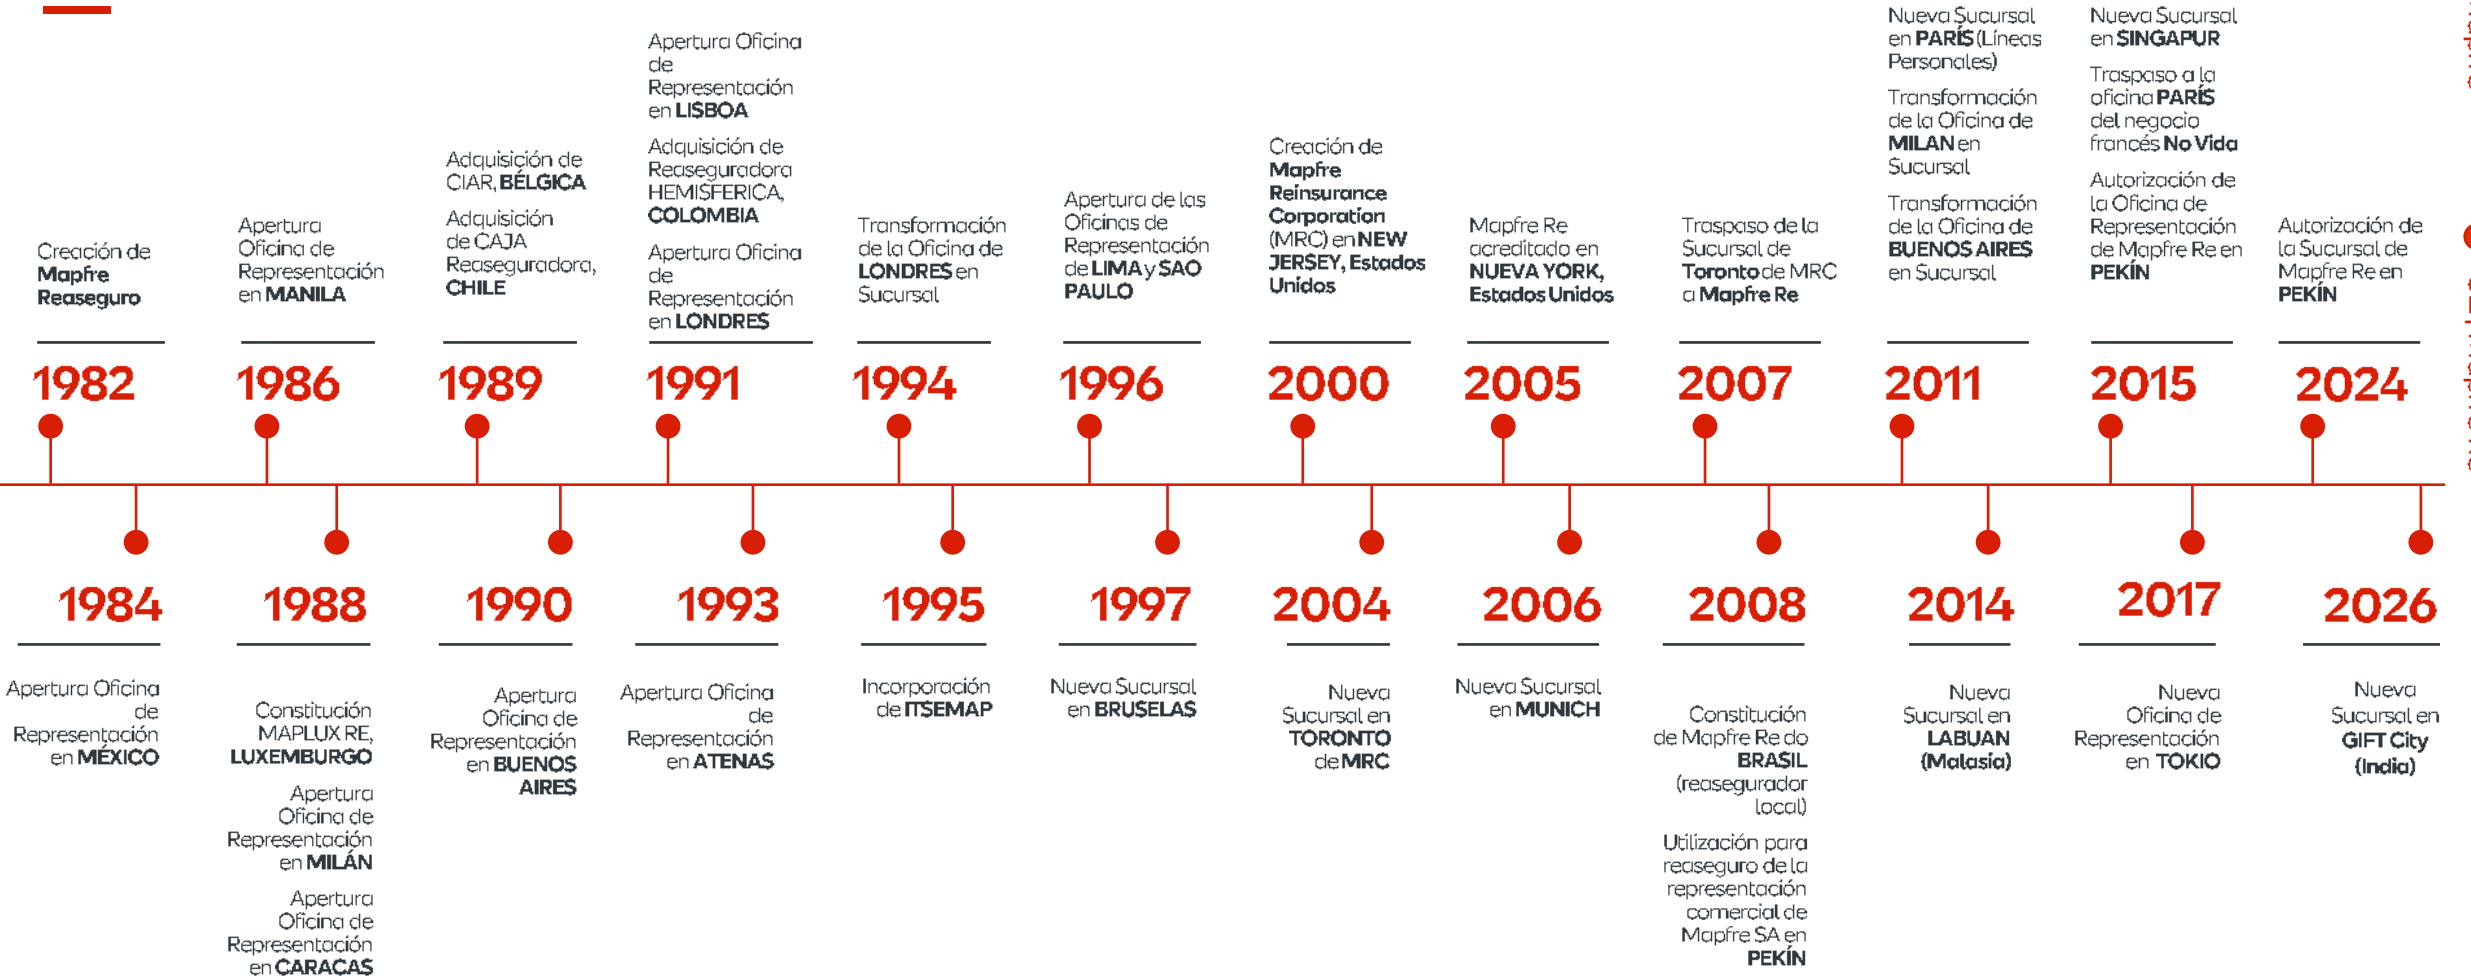 Creación de
Mapfre
Reaseguro
1982
Apertura
Oficina de
Representación
en MANILA
1986
Adquisición de
CIAR, BÉLGICA
Adquisición
de CAJA
Reaseguradora,
CHILE
1989
Apertura Oficina
de
Representación
en LISBOA
Adquisición de
Reaseguradora
HEMISFERICA,
COLOMBIA
Apertura Oficina
de
Representación
en LONDRES
1991
Transformación
de la Oficina de
LONDRES en
Sucursal
1994
Apertura de las
Oficinas de
Representación
de LIMA y SAO
PAULO
1996
Creación de
Mapfre
Reinsurance
Corporation
(MRC) en NEW
JERSEY, Estados
Unidos
2000
Mapfre Re
acreditado en
NUEVA YORK,
Estados Unidos
2005
Traspaso de la
Sucursal de
Toronto de MRC
a Mapfre Re
2007
Nueva Sucursal
en PARÍS (Líneas
Personales)
Transformación
de la Oficina de
MILAN en
Sucursal
Transformación
de la Oficina de
BUENOS AIRES
en Sucursal
2011
Nueva Sucursal
en SINGAPUR
Traspaso a la
oficina PARÍS
del negocio
francés No Vida
Autorización de
la Oficina de
Representación
de Mapfre Re en
PEKÍN
2015
Autorización de
la Sucursal de
Mapfre Re en
PEKÍN
2024
1984
Apertura Oficina
de
Representación
en MÉXICO
1988
Constitución
MAPLUX RE,
LUXEMBURGO
Apertura
Oficina de
Representación
en MILÁN
Apertura
Oficina de
Representación
en CARACAS
1990
Apertura
Oficina de
Representación
en BUENOS
AIRES
1993
Apertura Oficina
de
Representación
en ATENAS
1995
Incorporación
de ITSEMAP
1997
Nueva Sucursal
en BRUSELAS
2004
Nueva
Sucursal en
TORONTO
de MRC
2006
Nueva Sucursal
en MUNICH
2008
Constitución
de Mapfre Re do
BRASIL
(reasegurador
local)
Utilización para
reaseguro de la
representación
comercial de
Mapfre SA en
PEKÍN
2014
Nueva
Sucursal en
LABUAN
(Malasia)
2017
Nueva
Oficina de
Representación
en TOKIO
2026
Nueva
Sucursal en
GIFT City
(India)